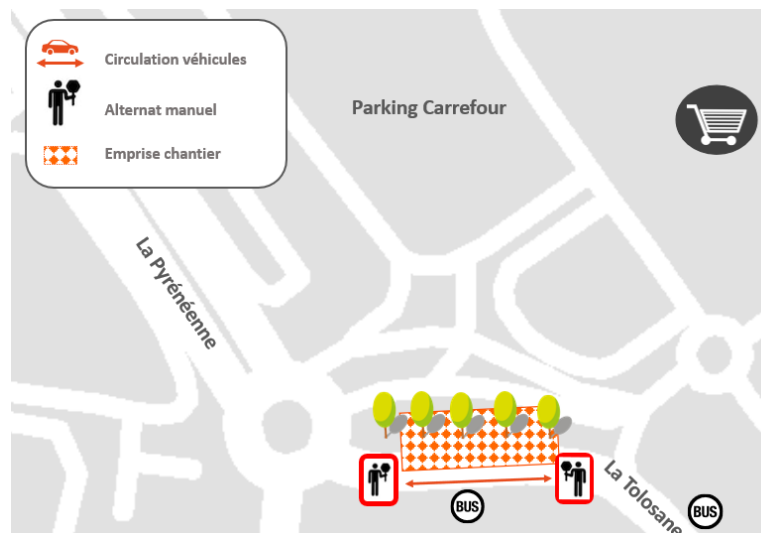 Circulation véhicules
Alternat manuel
Emprise chantier
Parking Carrefour
La Pyrénéenne
La Tolosane
BUS
BUS